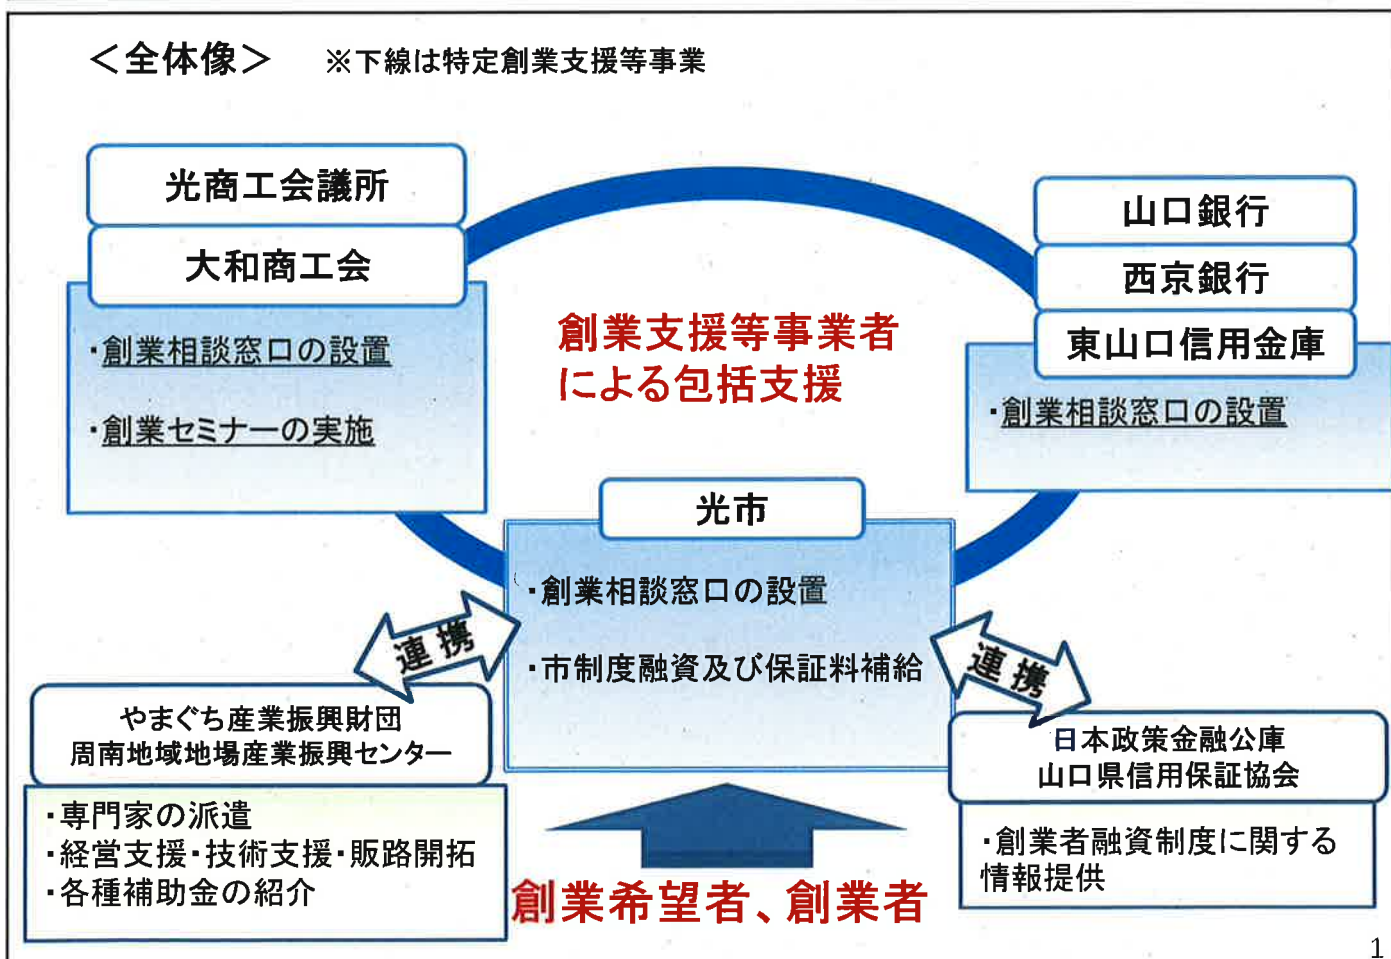 ＜全体像＞ ※下線は特定創業支援等事業
光商工会議所
大和商工会
・創業相談窓口の設置
・創業セミナーの実施
創業支援等事業者
による包括支援
山口銀行
西京銀行
東山口信用金庫
・創業相談窓口の設置
光市
・創業相談窓口の設置
・市制度融資及び保証料補給
連携
連携
やまぐち産業振興財団
周南地域地場産業振興センター
・専門家の派遣
・経営支援・技術支援・販路開拓
・各種補助金の紹介
日本政策金融公庫
山口県信用保証協会
・創業者融資制度に関する
情報提供
創業希望者、創業者
1